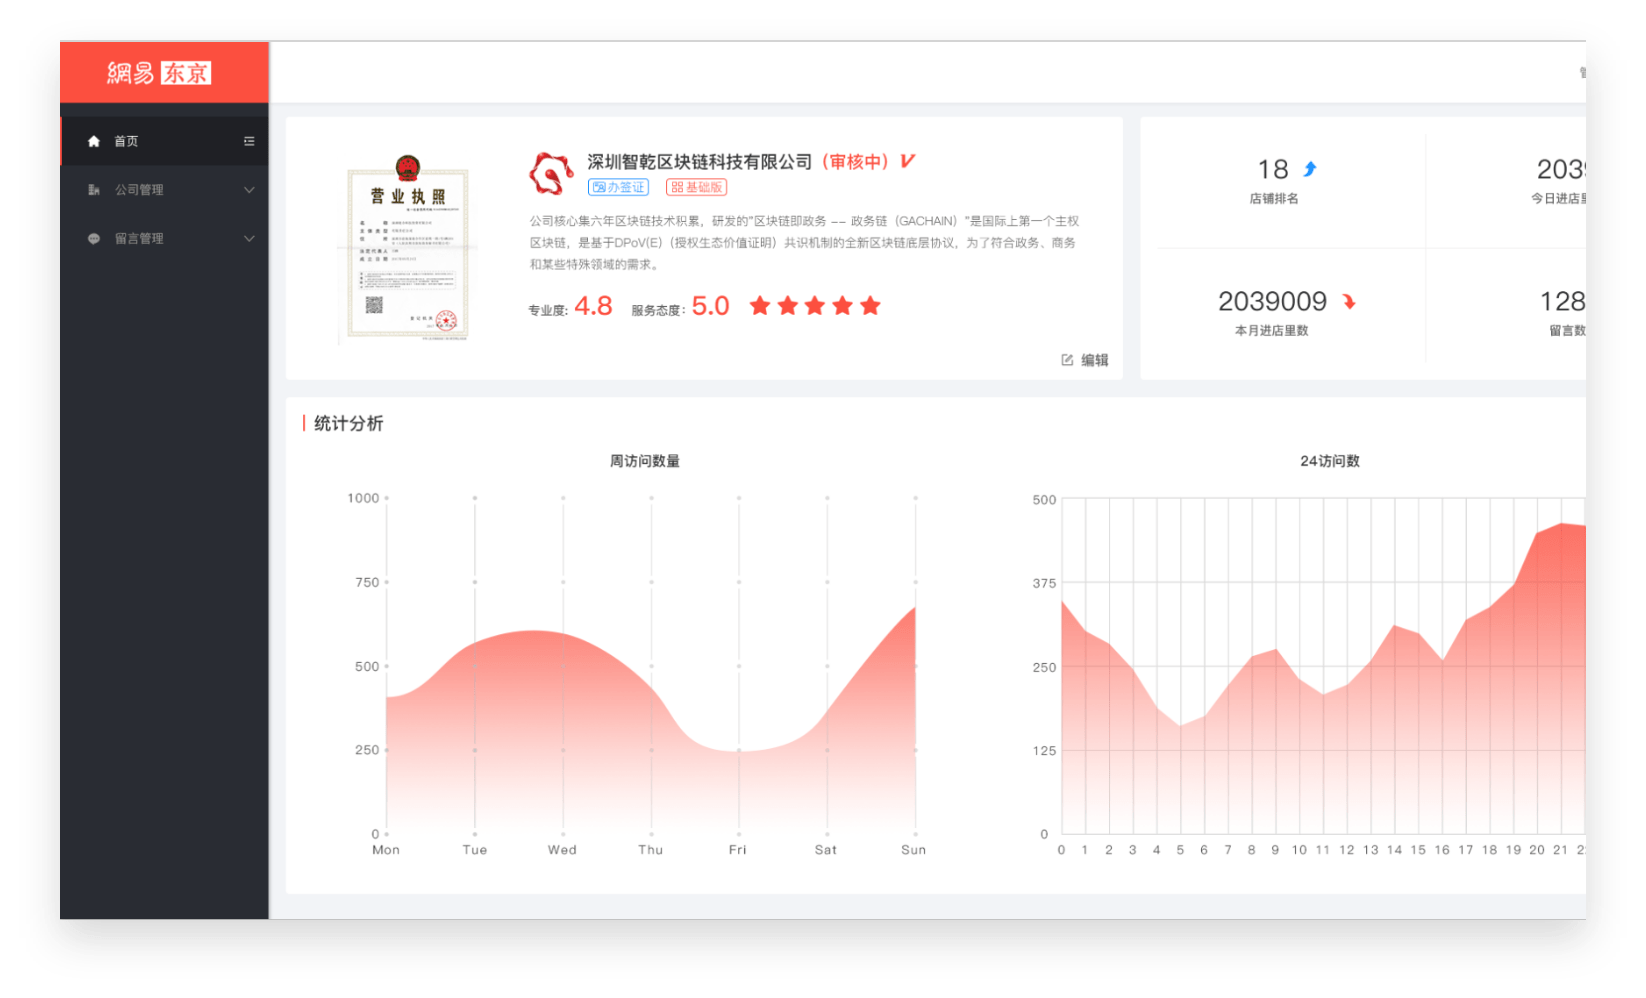 網易 东京
首页
公司管理
留言管理
营业执照
深圳智乾区块链科技有限公司（审核中）V
办签证 基础版
公司核心集六年区块链技术积累，研发的"区块链即政务 -- 政务链（GACHAIN）"是国际上第一个主权
区块链，是基于DPoV(E)（授权生态价值证明）共识机制的全新区块链底层协议，为了符合政务、商务
和某些特殊领域的需求。
专业度: 4.8 服务态度: 5.0
编辑
18
店铺排名
今日进店
2039009
本月进店里数
128
留言数
统计分析
周访问数量
1000
750
500
250
0
Mon Tue Wed Thu Fri Sat Sun
24访问数
500
375
250
125
0
0 1 2 3 4 5 6 7 8 9 10 11 12 13 14 15 16 17 18 19 20 21